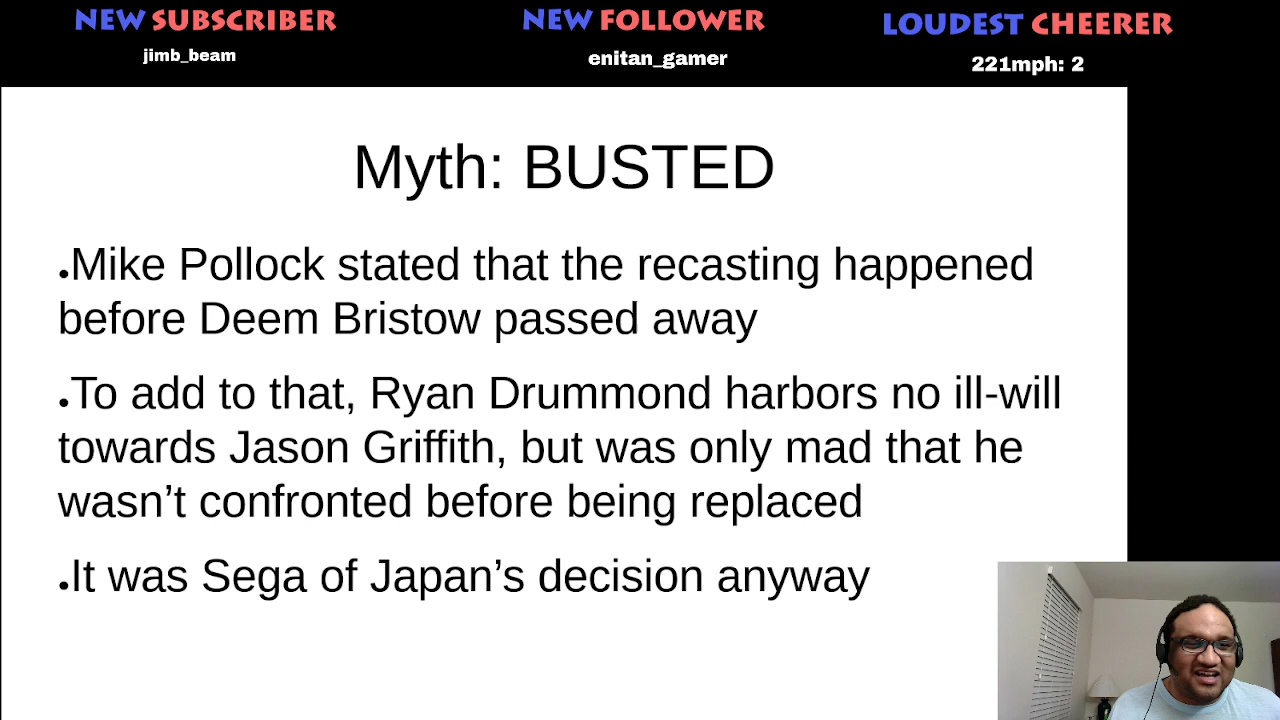 NEW SUBSCRIBER
jimb_beam
NEW FOLLOWER
enitan_gamer
LOUDEST CHEERER
221mph: 2
Myth: BUSTED
•Mike Pollock stated that the recasting happened
before Deem Bristow passed away
•To add to that, Ryan Drummond harbors no ill-will
towards Jason Griffith, but was only mad that he
wasn’t confronted before being replaced
•It was Sega of Japan’s decision anyway